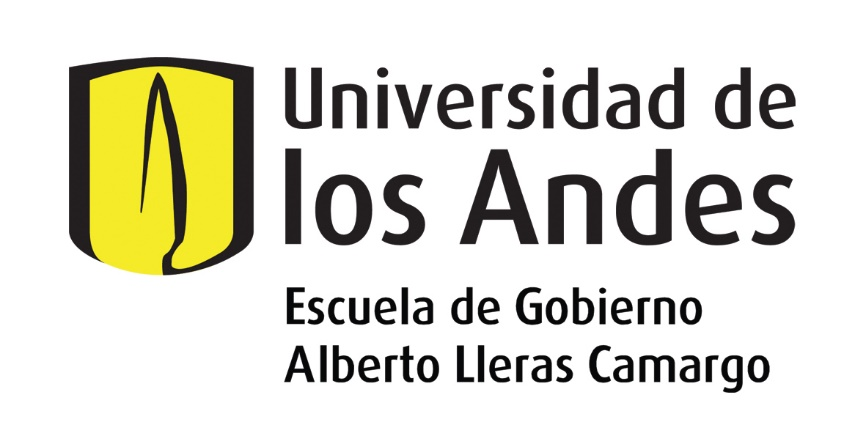 Universidad de
los Andes
Escuela de Gobierno
Alberto Lleras Camargo